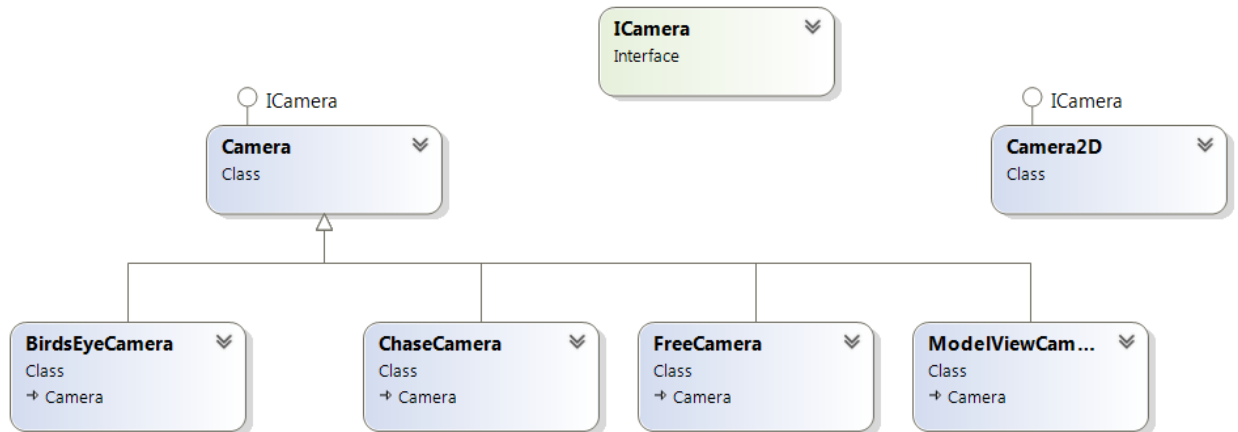 ICamera
Interface
ICamera
ICamera
Camera
Class
Camera2D
Class
BirdsEyeCamera
Class
Camera
ChaseCamera
Class
Camera
FreeCamera
Class
Camera
ModelViewCam...
Class
Camera